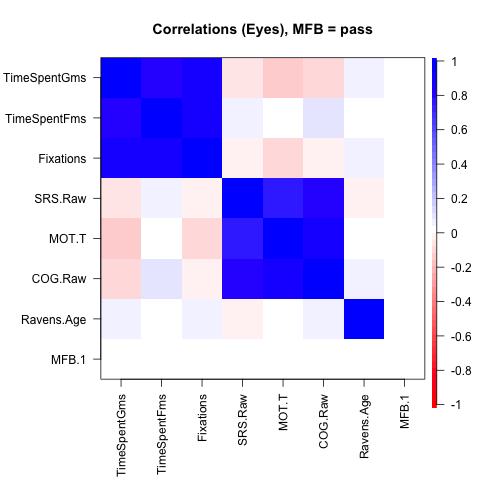 Correlations (Eyes), MFB = pass
TimeSpentGms
TimeSpentFms
Fixations
SRS.Raw
MOT.T
COG.Raw
Ravens.Age
MFB.1
1
0.8
0.6
0.4
0.2
0
-0.2
-0.4
-0.6
-0.8
-1
TimeSpentGms
TimeSpentFms
Fixations
SRS.Raw
MOT.T
COG.Raw
Ravens.Age
MFB.1